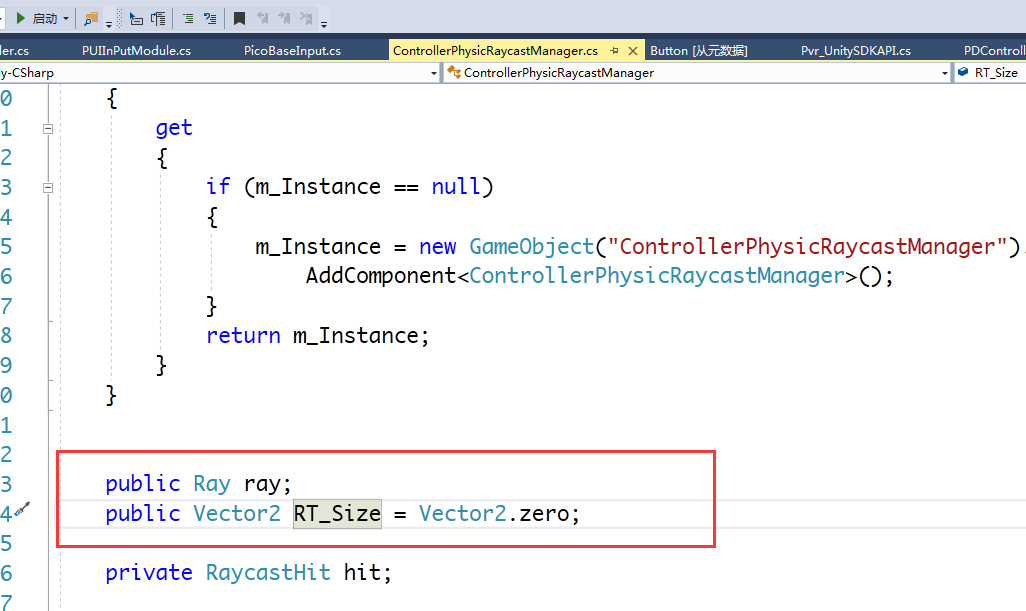 启动
ler.cs PUIInPutModule.cs PicoBaseInput.cs ControllerPhysicRaycastManager.cs Button [从元数据] Pvr_UnitySDKAPI.cs PDControll
y-CSharp ControllerPhysicRaycastManager RT_Size
0 {
1 get
2 {
3 if (m_Instance == null)
4 {
5 m_Instance = new GameObject("ControllerPhysicRaycastManager").
6 AddComponent<ControllerPhysicRaycastManager>();
7 }
8 return m_Instance;
9 }
0 }
1
2
3 public Ray ray;
4 public Vector2 RT_Size = Vector2.zero;
5
6 private RaycastHit hit;
7